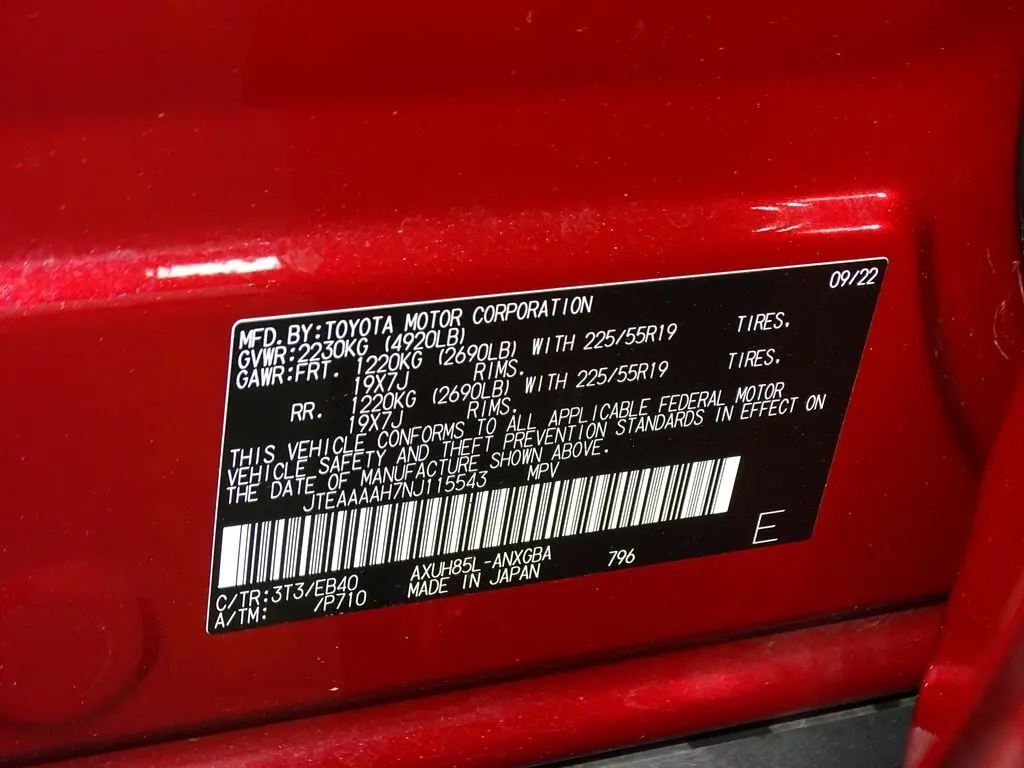 09/22
MFD.BY:TOYOTA MOTOR CORPORATION
GVWR:2230KG (4920LB)
GAWR:FRT. 1220KG (2690LB) WITH 225/55R19 TIRES.
19X7J RIMS.
RR. 1220KG (2690LB) WITH 225/55R19 TIRES.
19X7J RIMS.
THIS VEHICLE CONFORMS TO ALL APPLICABLE FEDERAL MOTOR
VEHICLE SAFETY AND THEFT PREVENTION STANDARDS IN EFFECT ON
THE DATE OF MANUFACTURE SHOWN ABOVE.
JTEAAAAH7NJ115543 MPV
E
C/TR:3T3/EB40 AXUH85L-ANXGBA 796
A/TM: /P710 MADE IN JAPAN